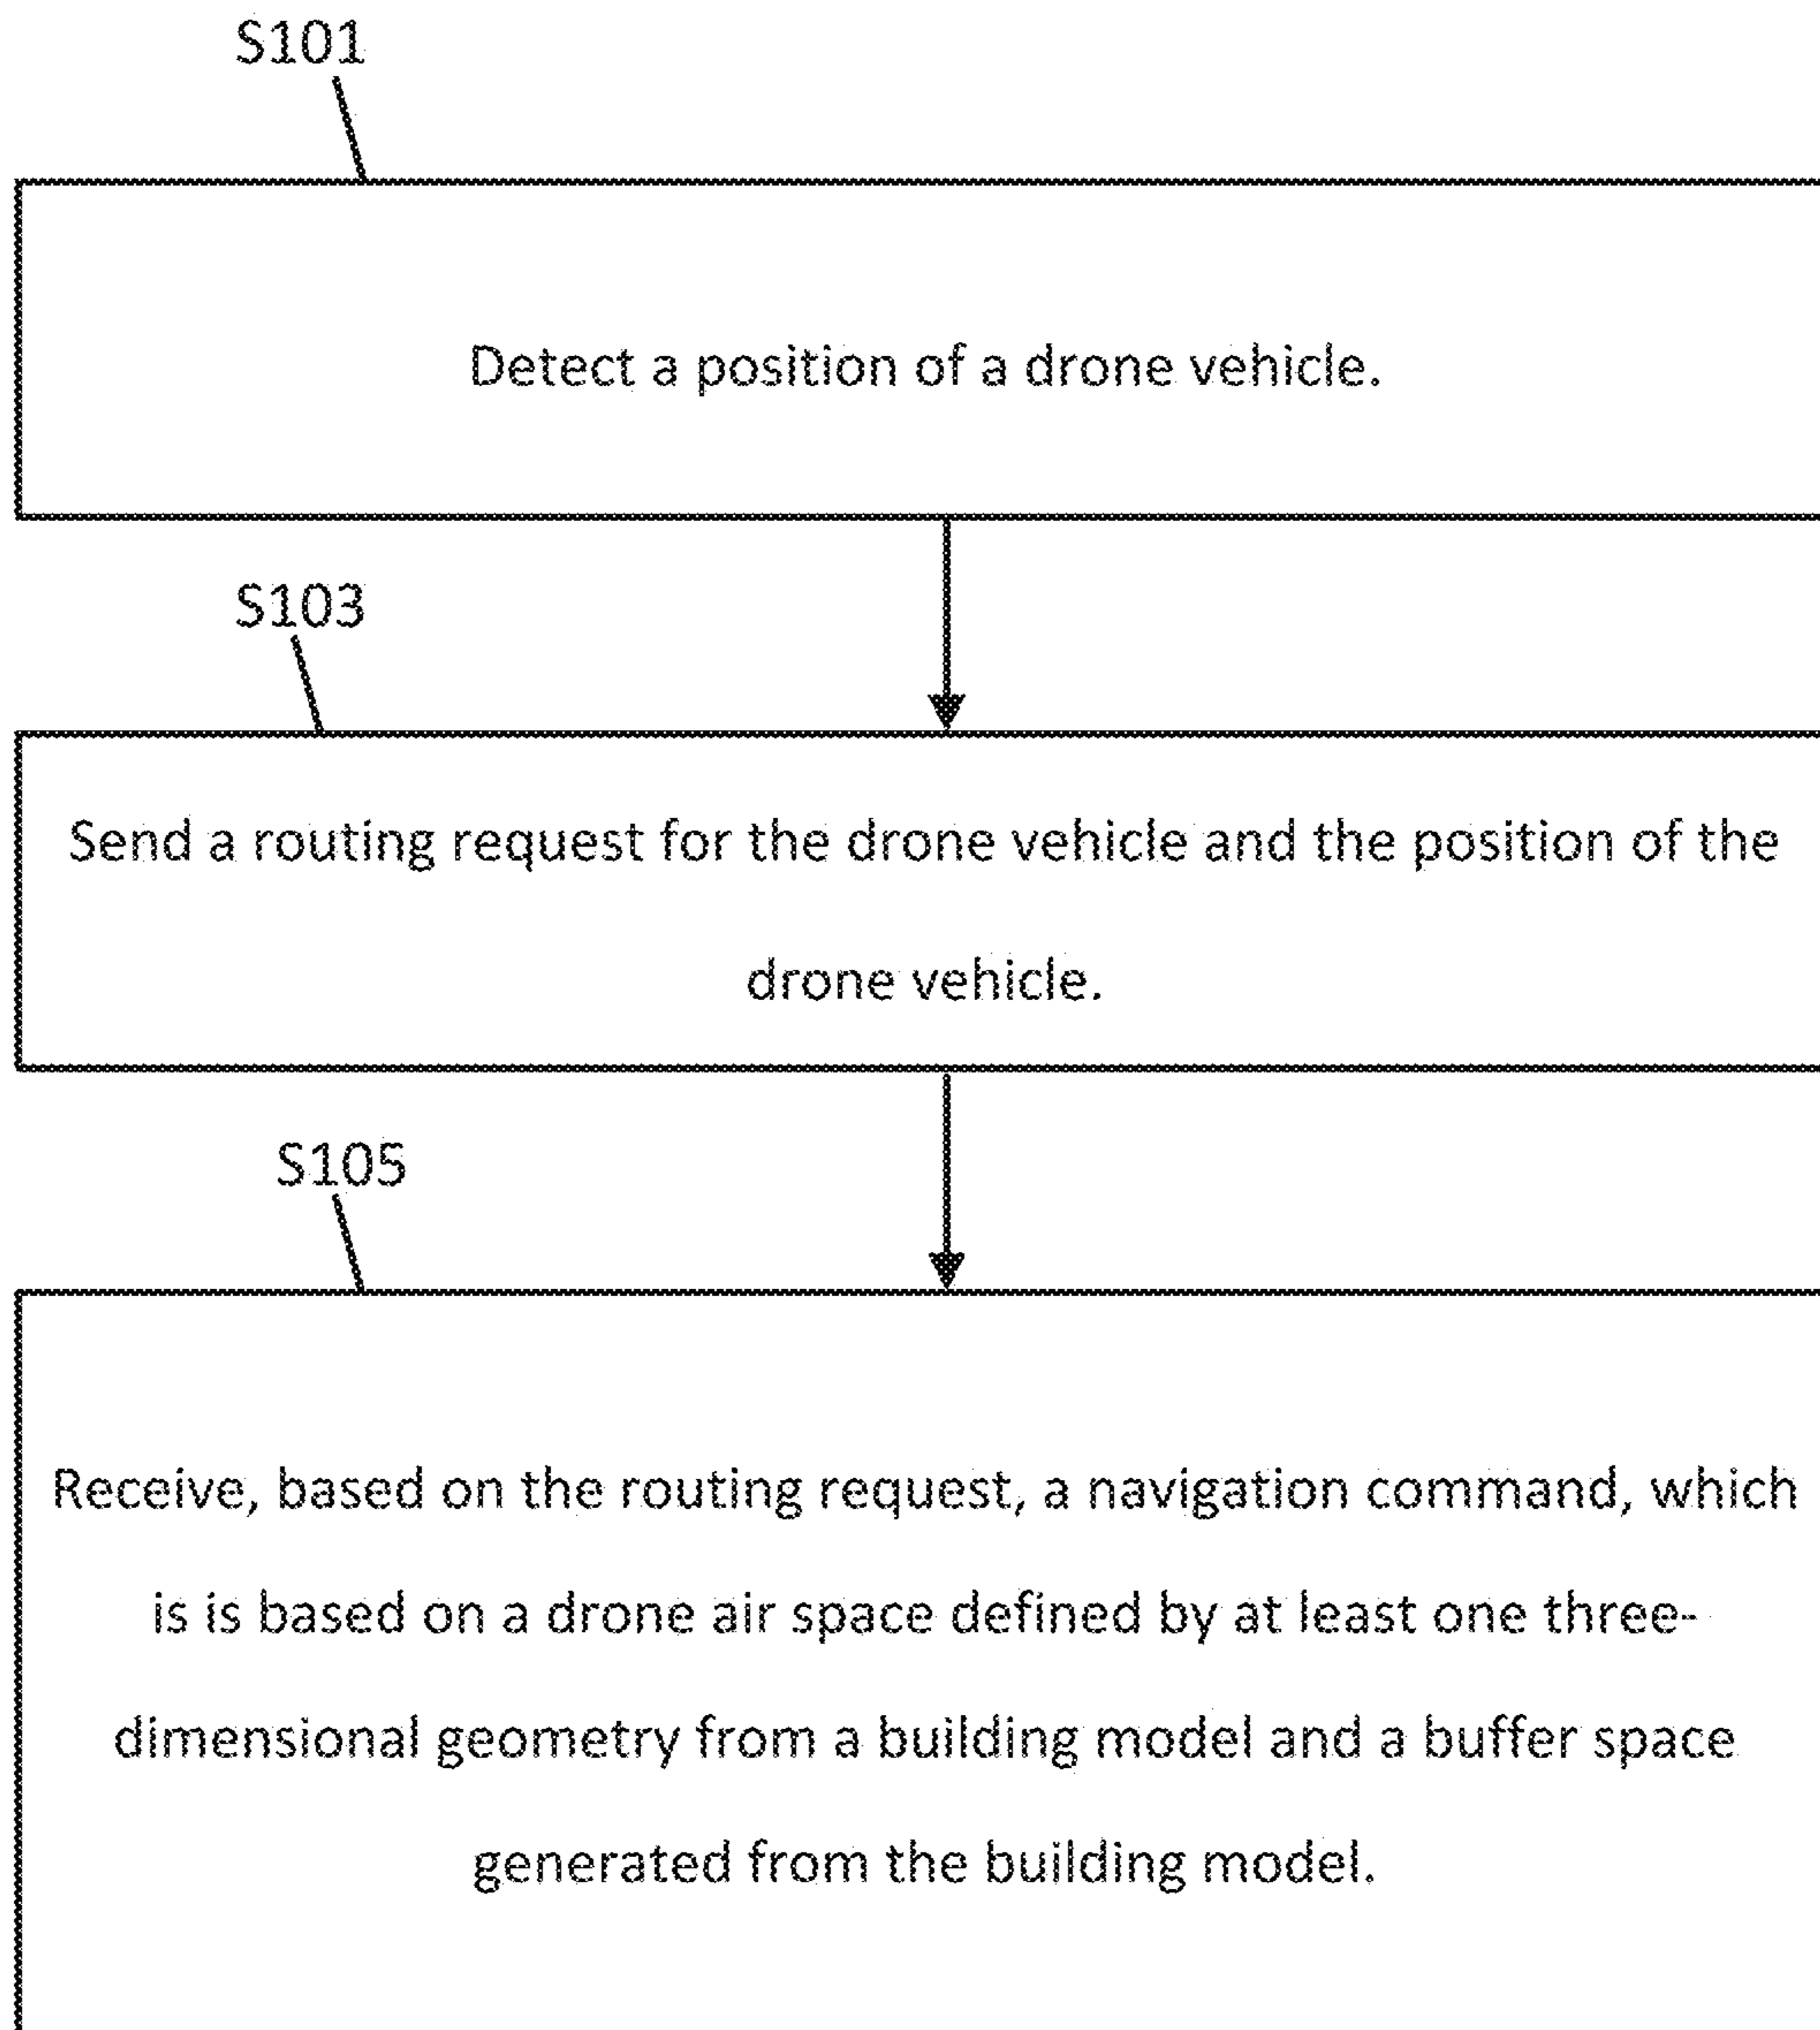 S101
Detect a position of a drone vehicle.
S103
Send a routing request for the drone vehicle and the position of the
drone vehicle.
S105
Receive, based on the routing request, a navigation command, which
is is based on a drone air space defined by at least one three-
dimensional geometry from a building model and a buffer space
generated from the building model.